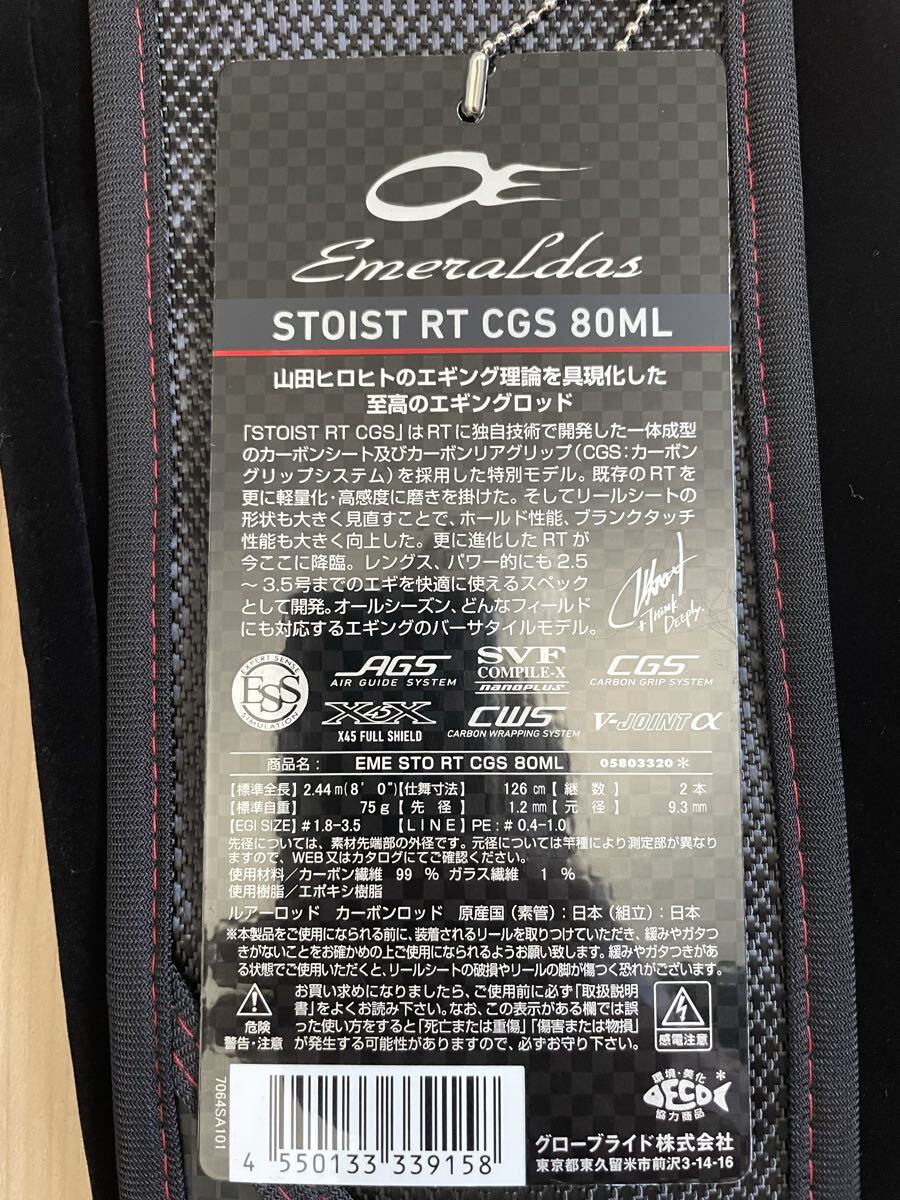 Emeraldas
STOIST RT CGS 80ML
山田ヒロヒトのエギング理論を具現化した
至高のエギングロッド
「STOIST RT CGS」はRTに独自技術で開発した一体成型
のカーボンシート及びカーボンリアグリップ(CGS:カーボン
グリップシステム)を採用した特別モデル。既存のRTを
更に軽量化・高感度に磨きを掛けた。そしてリールシートの
形状も大きく見直すことで、ホールド性能、ブランクタッチ
性能も大きく向上した。更に進化したRTが
今ここに降臨。レングス、パワー的にも2.5
～3.5号までのエギを快適に使えるスペック
として開発。オールシーズン、どんなフィールド
にも対応するエギングのバーサタイルモデル。
+Think
Deeply.
EXPERT SENSE
ESS
SIMULATION
AGS
AIR GUIDE SYSTEM
SVF
COMPILE-X
nanoplus
CGS
CARBON GRIP SYSTEM
X45X
X45 FULL SHIELD
CWS
CARBON WRAPPING SYSTEM
V-JOINTα
商品名: EME STO RT CGS 80ML 05803320*
【標準全長】2.44m(8'0")【仕舞寸法】 126cm【継 数】 2本
【標準自重】 75g【先 径】 1.2mm【元 径】 9.3mm
【EGI SIZE】#1.8-3.5 【LINE】PE:#0.4-1.0
先径については、素材先端部の外径です。元径については竿種により測定部が異なり
ますので、WEB又はカタログにてご確認ください。
使用材料/カーボン繊維 99 % ガラス繊維 1 %
使用樹脂/エポキシ樹脂
ルアーロッド カーボンロッド 原産国(素管):日本(組立):日本
※本製品をご使用になられる前に、装着されるリールを取りつけていただき、緩みやガタつ
きがないことをお確かめの上ご使用になられるようお願い致します。緩みやガタつきがあ
る状態でご使用いただくと、リールシートの破損やリールの脚が傷つく恐れがございます。
危険
警告・注意
お買い求めになりましたら、ご使用前に必ず「取扱説明
書」をよくお読み下さい。なお、この表示がある欄では誤
った使い方をすると「死亡または重傷」「傷害または物損」
が発生する可能性がありますので、必ずお守り下さい。
感電注意
7064SA101
4 550133 339158
環境・美化
ECO
協力商品
グローブライド株式会社
東京都東久留米市前沢3-14-16